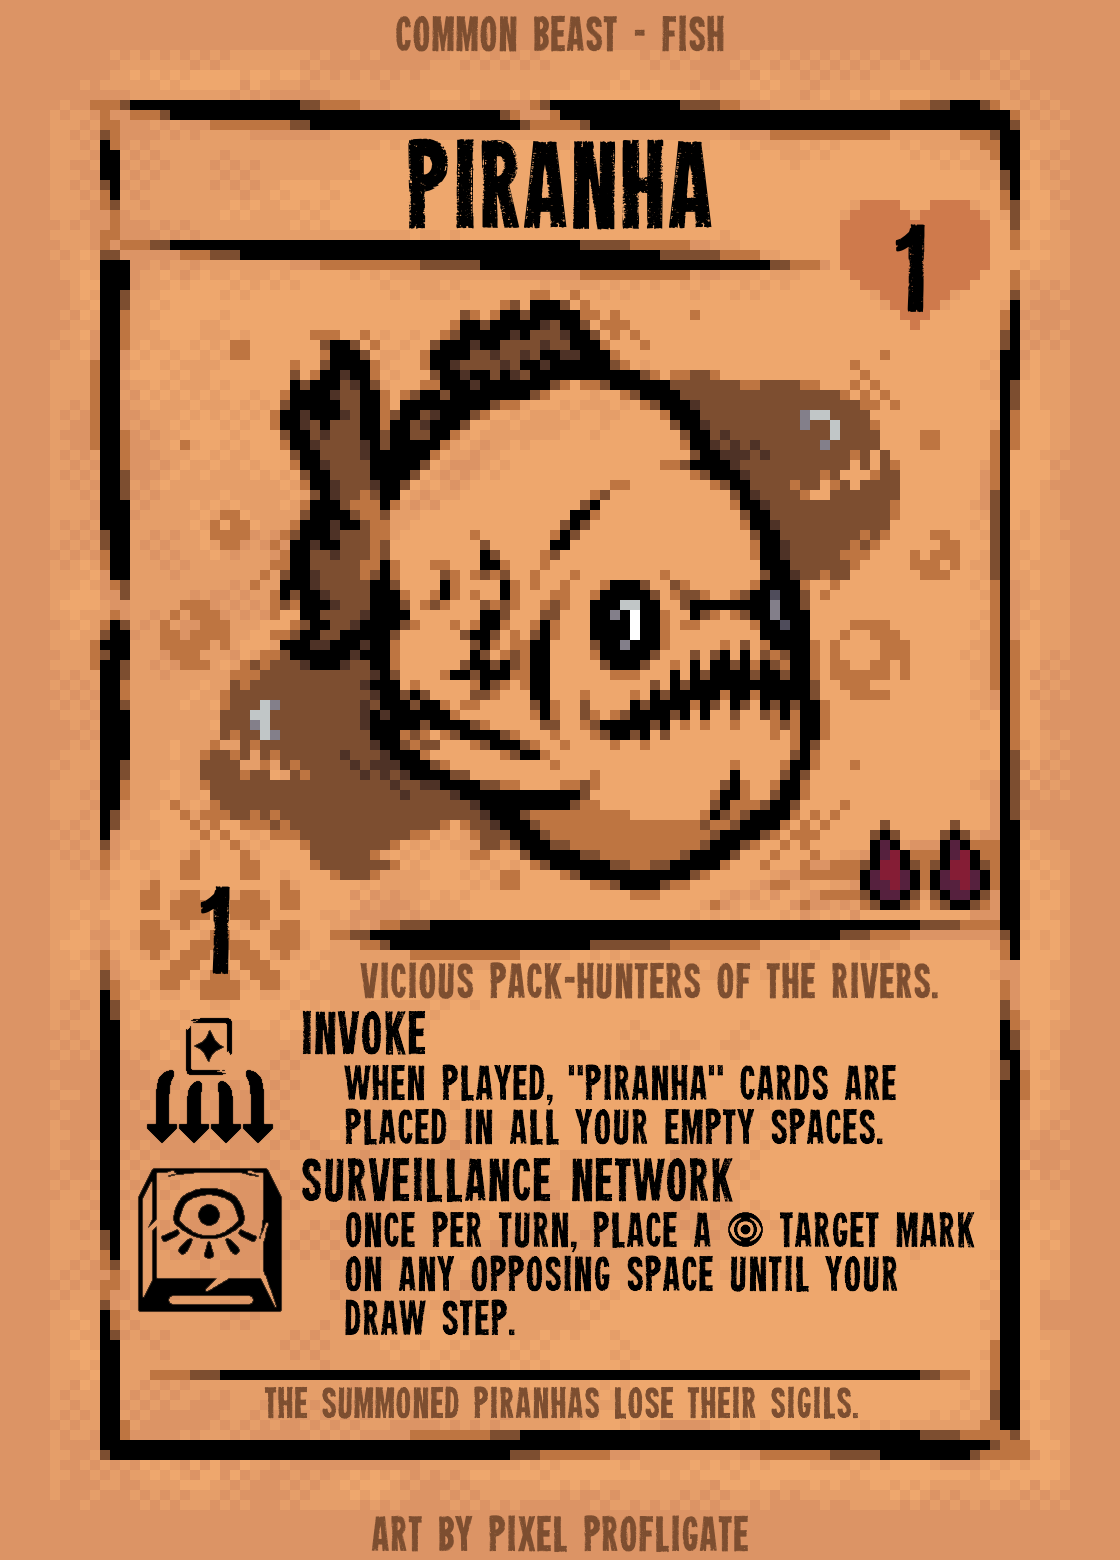 COMMON BEAST - FISH
PIRANHA
1
1
VICIOUS PACK-HUNTERS OF THE RIVERS.
INVOKE
WHEN PLAYED, "PIRANHA" CARDS ARE
PLACED IN ALL YOUR EMPTY SPACES.
SURVEILLANCE NETWORK
ONCE PER TURN, PLACE A TARGET MARK
ON ANY OPPOSING SPACE UNTIL YOUR
DRAW STEP.
THE SUMMONED PIRANHAS LOSE THEIR SIGILS.
ART BY PIXEL PROFLIGATE